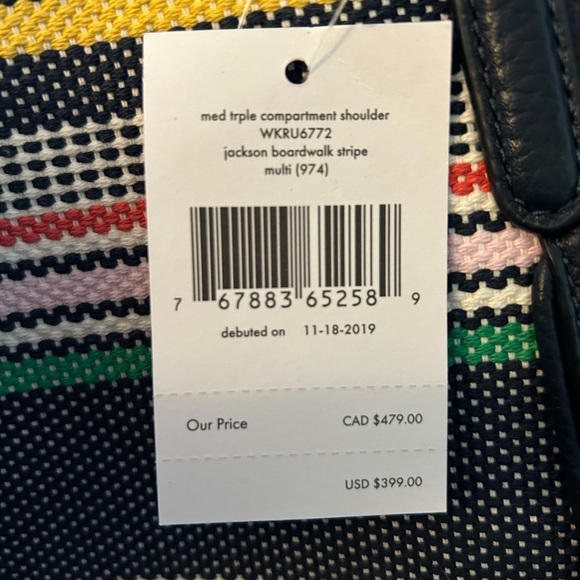 med trple compartment shoulder
WKRU6772
jackson boardwalk stripe
multi (974)
7 67883 65258 9
debuted on 11-18-2019
Our Price CAD $479.00
USD $399.00